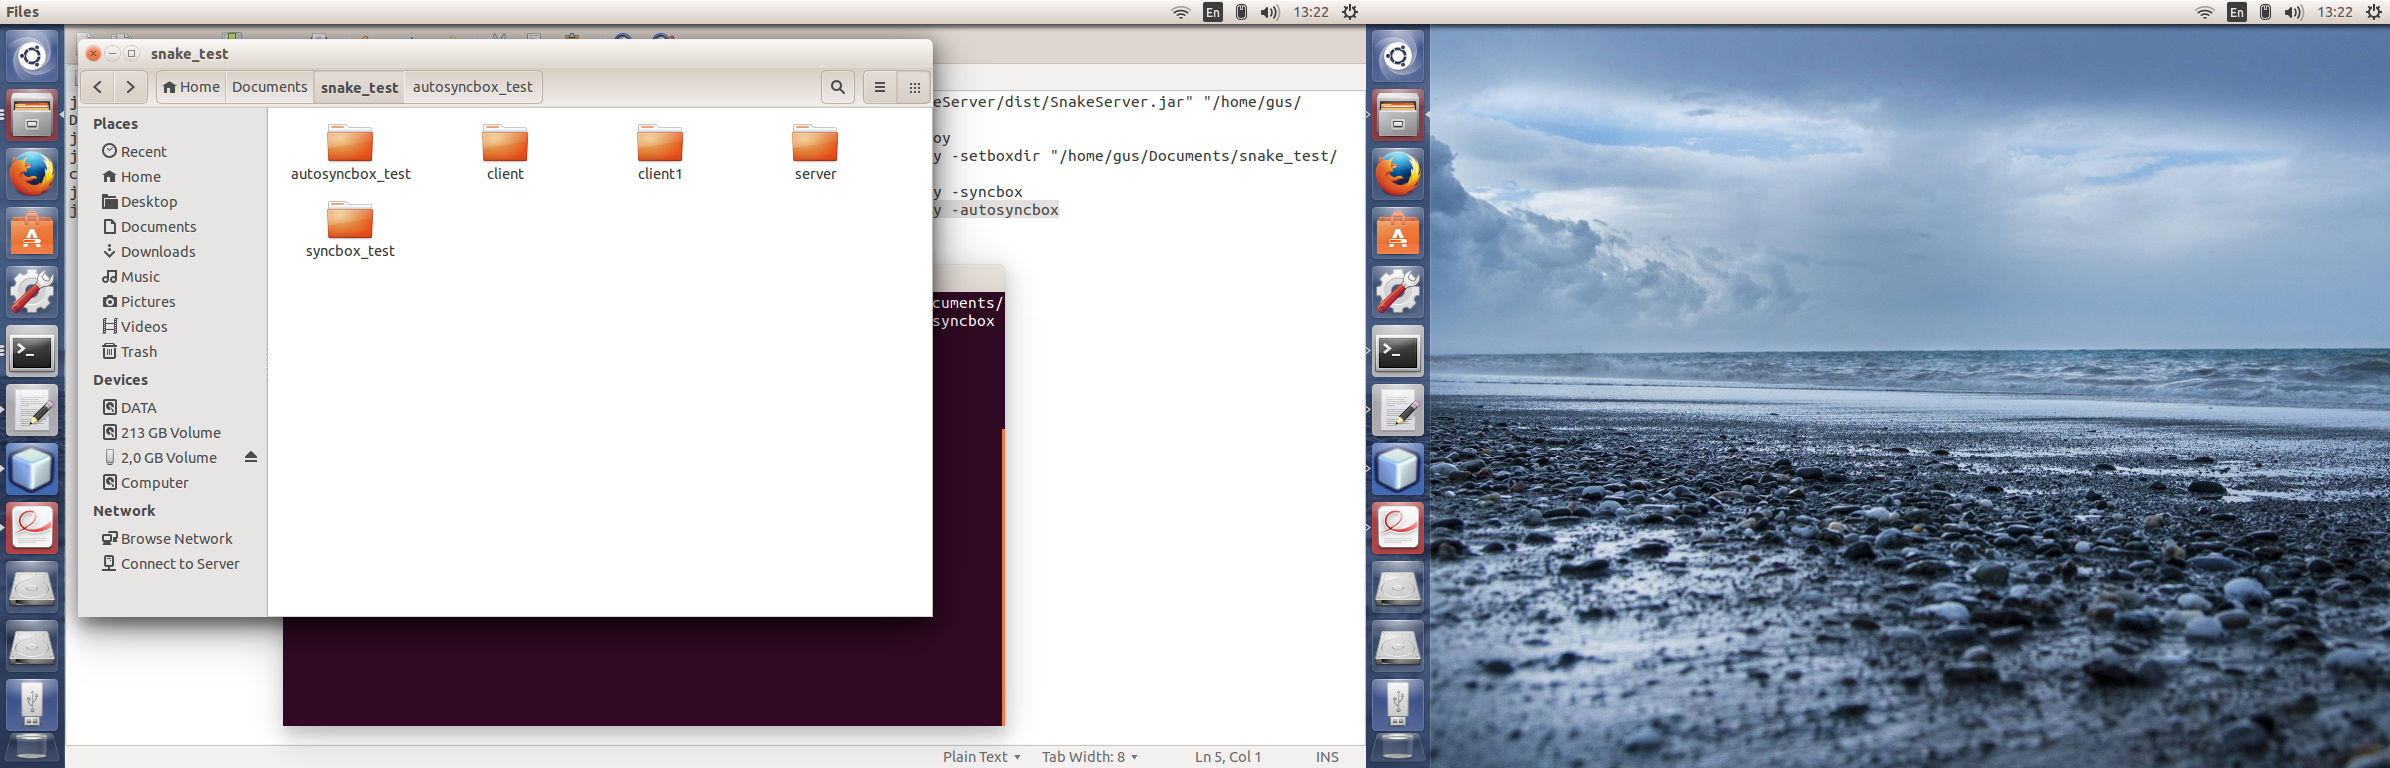 Files
En
13:22
En
13:22
snake_test
Home Documents snake_test autosyncbox_test
Places
Recent
Home
Desktop
Documents
Downloads
Music
Pictures
Videos
Trash
Devices
DATA
213 GB Volume
2,0 GB Volume
Computer
Network
Browse Network
Connect to Server
autosyncbox_test
client
client1
server
syncbox_test
eServer/dist/SnakeServer.jar" "/home/gus/
oy
y -setboxdir "/home/gus/Documents/snake_test/
y -syncbox
y -autosyncbox
cuments/
syncbox
Plain Text Tab Width: 8 Ln 5, Col 1 INS